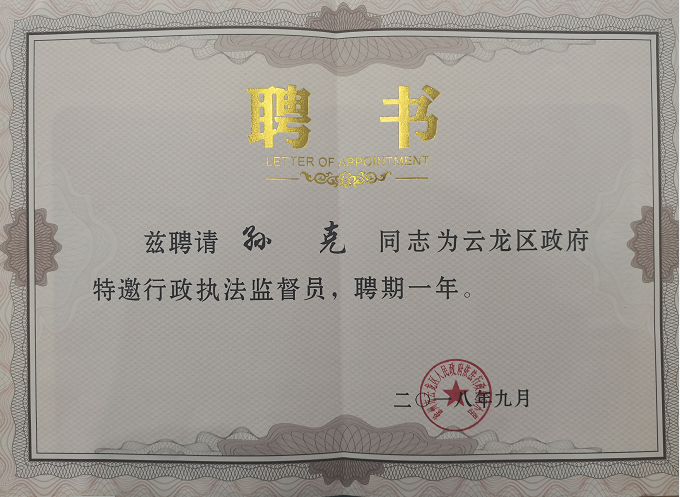 聘 书
LETTER OF APPOINTMENT
兹聘请 孙 克 同志为云龙区政府
特邀行政执法监督员，聘期一年。
二〇一八年九月